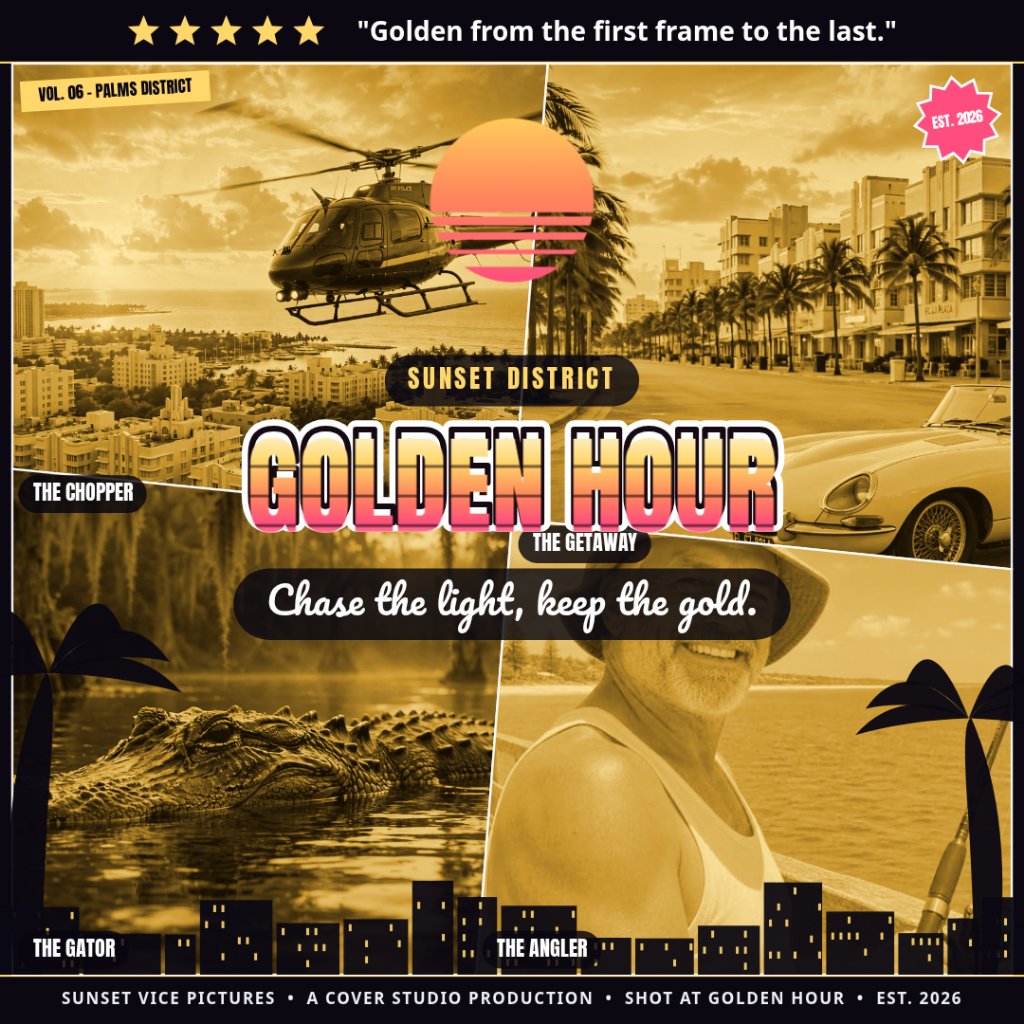 "Golden from the first frame to the last."
VOL. 06 - PALMS DISTRICT
EST. 2026
SUNSET DISTRICT
GOLDEN HOUR
THE CHOPPER
THE GETAWAY
Chase the light, keep the gold.
THE GATOR
THE ANGLER
SUNSET VICE PICTURES • A COVER STUDIO PRODUCTION • SHOT AT GOLDEN HOUR • EST. 2026